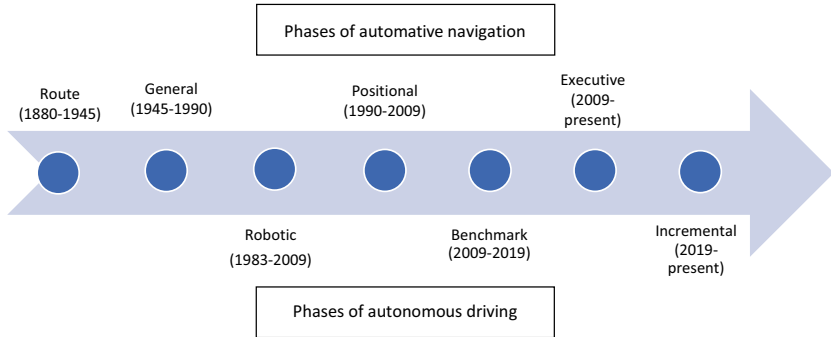 Phases of automative navigation
Route
(1880-1945)
General
(1945-1990)
Positional
(1990-2009)
Executive
(2009-
present)
Robotic
(1983-2009)
Benchmark
(2009-2019)
Incremental
(2019-
present)
Phases of autonomous driving